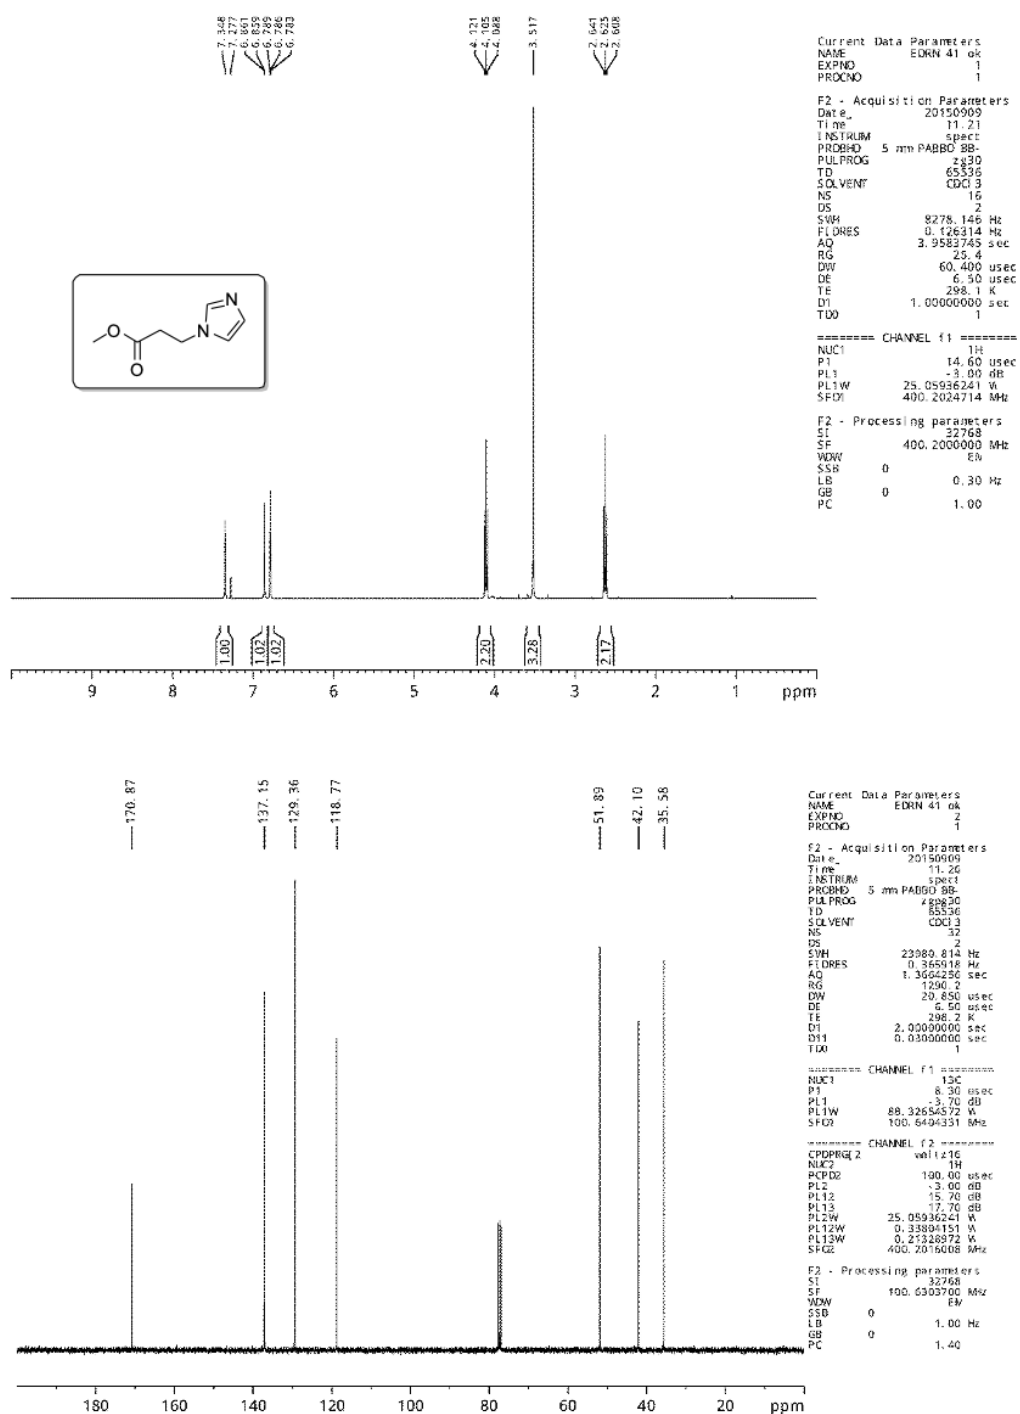 7.348
7.277
6.861
6.859
6.789
6.786
6.783
4.121
4.105
4.088
3.517
2.641
2.625
2.608
Current Data Parameters
NAME EDRN 41 ok
EXPNO 1
PROCNO 1
F2 - Acquisition Parameters
Date_ 20150909
Time 11.21
INSTRUM spect
PROBHD 5 mm PABBO BB-
PULPROG zg30
TD 65536
SOLVENT CDCl3
NS 16
DS 2
SWH 8278.146 Hz
FIDRES 0.126314 Hz
AQ 3.9583745 sec
RG 25.4
DW 60.400 usec
DE 6.50 usec
TE 298.1 K
D1 1.00000000 sec
TD0 1
======== CHANNEL f1 ========
NUC1 1H
P1 14.60 usec
PL1 -3.00 dB
PL1W 25.05936241 W
SFO1 400.2024714 MHz
F2 - Processing parameters
SI 32768
SF 400.2000000 MHz
WDW EM
SSB 0
LB 0.30 Hz
GB 0
PC 1.00
O
O
N
N
1.00
1.02
1.02
2.20
3.28
2.17
9 8 7 6 5 4 3 2 1 ppm
170.87
137.15
129.36
118.77
51.89
42.10
35.58
Current Data Parameters
NAME EDRN 41 ok
EXPNO 2
PROCNO 1
F2 - Acquisition Parameters
Date_ 20150909
Time 11.26
INSTRUM spect
PROBHD 5 mm PABBO BB-
PULPROG zgpg30
TD 65536
SOLVENT CDCl3
NS 32
DS 2
SWH 23980.814 Hz
FIDRES 0.365918 Hz
AQ 1.3664256 sec
RG 1290.2
DW 20.850 usec
DE 6.50 usec
TE 298.2 K
D1 2.00000000 sec
D11 0.03000000 sec
TD0 1
======== CHANNEL f1 ========
NUC1 13C
P1 8.30 usec
PL1 -3.70 dB
PL1W 88.32654572 W
SFO1 100.6404331 MHz
======== CHANNEL f2 ========
CPDPRG[2 waltz16
NUC2 1H
PCPD2 100.00 usec
PL2 -3.00 dB
PL12 15.70 dB
PL13 17.70 dB
PL2W 25.05936241 W
PL12W 0.33804151 W
PL13W 0.21328972 W
SFO2 400.2016008 MHz
F2 - Processing parameters
SI 32768
SF 100.6303700 MHz
WDW EM
SSB 0
LB 1.00 Hz
GB 0
PC 1.40
180 160 140 120 100 80 60 40 20 ppm